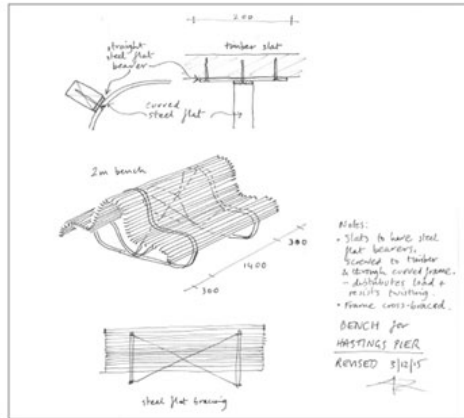 200
straight
steel flat
bearer
timber slat
curved
steel flat
2m bench
300
1400
300
Notes:
• Slats to have steel
flat bearers,
screwed to timber
& through curved frame.
– distributes load &
resists twisting.
• Frame cross-braced.
BENCH for
HASTINGS PIER
REVISED 3/12/15
steel flat bracing